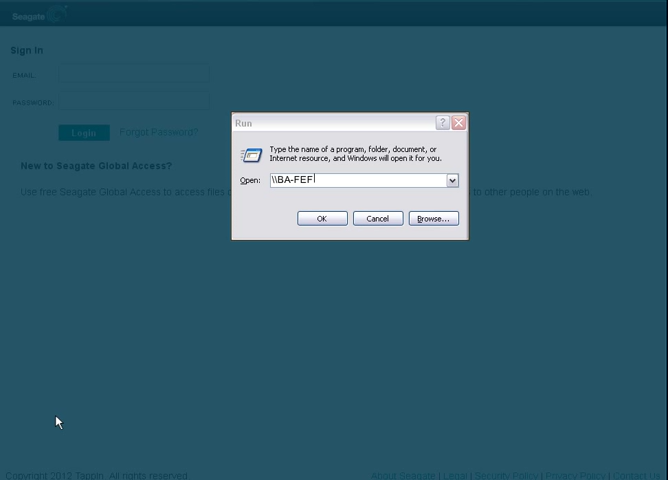 Seagate
Sign In
EMAIL:
PASSWORD:
Login Forgot Password?
New to Seagate Global Access?
Use free Seagate Global Access to access files
to other people on the web.
Run
Type the name of a program, folder, document, or
Internet resource, and Windows will open it for you.
Open: \\BA-FEF
OK Cancel Browse...
Copyright 2012 Tappin. All rights reserved.
About Seagate | Legal | Security Policy | Privacy Policy | Contact Us